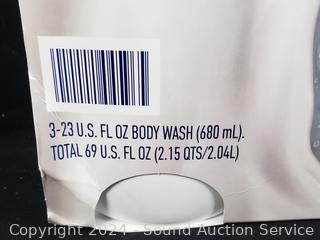 3-23 U.S. FL OZ BODY WASH (680 mL).
TOTAL 69 U.S. FL OZ (2.15 QTS/2.04L)
Copyright 2024 - Sound Auction Service